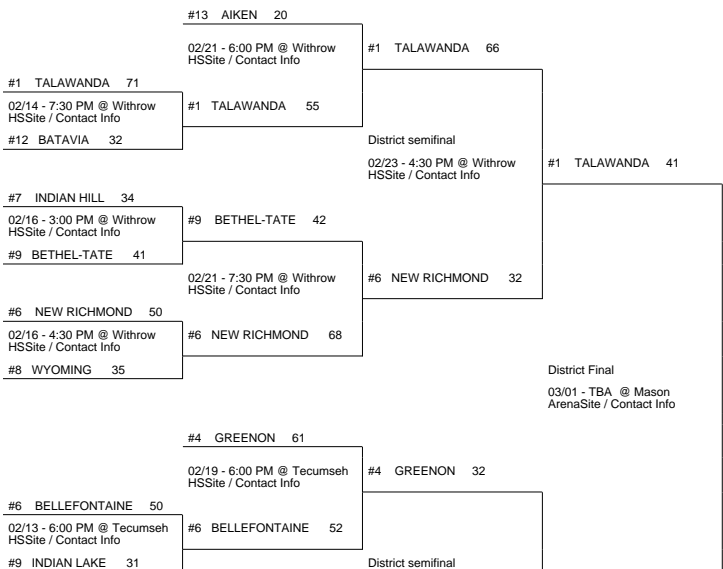 #13 AIKEN 20
02/21 - 6:00 PM @ Withrow
HSSite / Contact Info
#1 TALAWANDA 66
#1 TALAWANDA 71
02/14 - 7:30 PM @ Withrow
HSSite / Contact Info
#1 TALAWANDA 55
#12 BATAVIA 32
District semifinal
02/23 - 4:30 PM @ Withrow
HSSite / Contact Info
#1 TALAWANDA 41
#7 INDIAN HILL 34
02/16 - 3:00 PM @ Withrow
HSSite / Contact Info
#9 BETHEL-TATE 42
#9 BETHEL-TATE 41
02/21 - 7:30 PM @ Withrow
HSSite / Contact Info
#6 NEW RICHMOND 32
#6 NEW RICHMOND 50
02/16 - 4:30 PM @ Withrow
HSSite / Contact Info
#6 NEW RICHMOND 68
#8 WYOMING 35
District Final
03/01 - TBA @ Mason
ArenaSite / Contact Info
#4 GREENON 61
02/19 - 6:00 PM @ Tecumseh
HSSite / Contact Info
#4 GREENON 32
#6 BELLEFONTAINE 50
02/13 - 6:00 PM @ Tecumseh
HSSite / Contact Info
#6 BELLEFONTAINE 52
#9 INDIAN LAKE 31
District semifinal